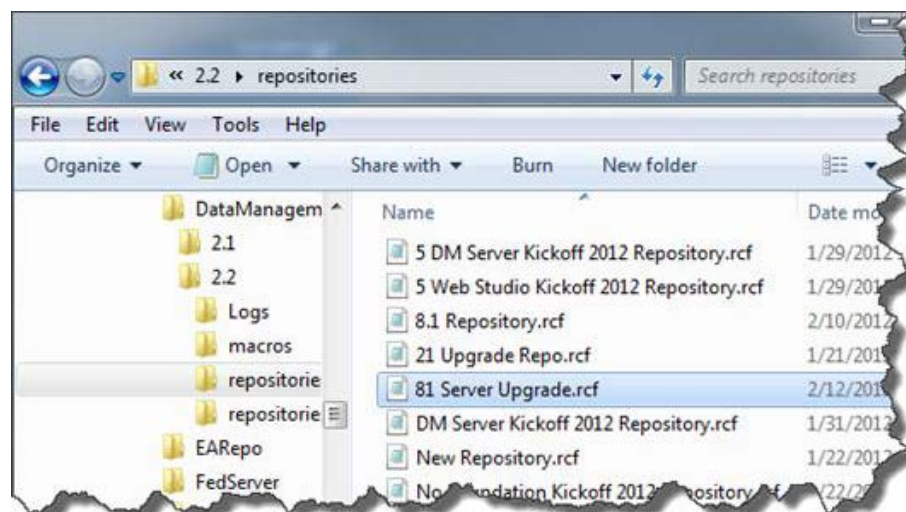 « 2.2 ▸ repositories
Search repositories
File Edit View Tools Help
Organize Open Share with Burn New folder
DataManagem
2.1
2.2
Logs
macros
repositorie
repositorie
EARepo
FedServer
Name Date mo
5 DM Server Kickoff 2012 Repository.rcf 1/29/2012
5 Web Studio Kickoff 2012 Repository.rcf 1/29/201
8.1 Repository.rcf 2/10/2012
21 Upgrade Repo.rcf 1/21/201
81 Server Upgrade.rcf 2/12/201
DM Server Kickoff 2012 Repository.rcf 1/31/2012
New Repository.rcf 1/22/2012
Kickoff 2012